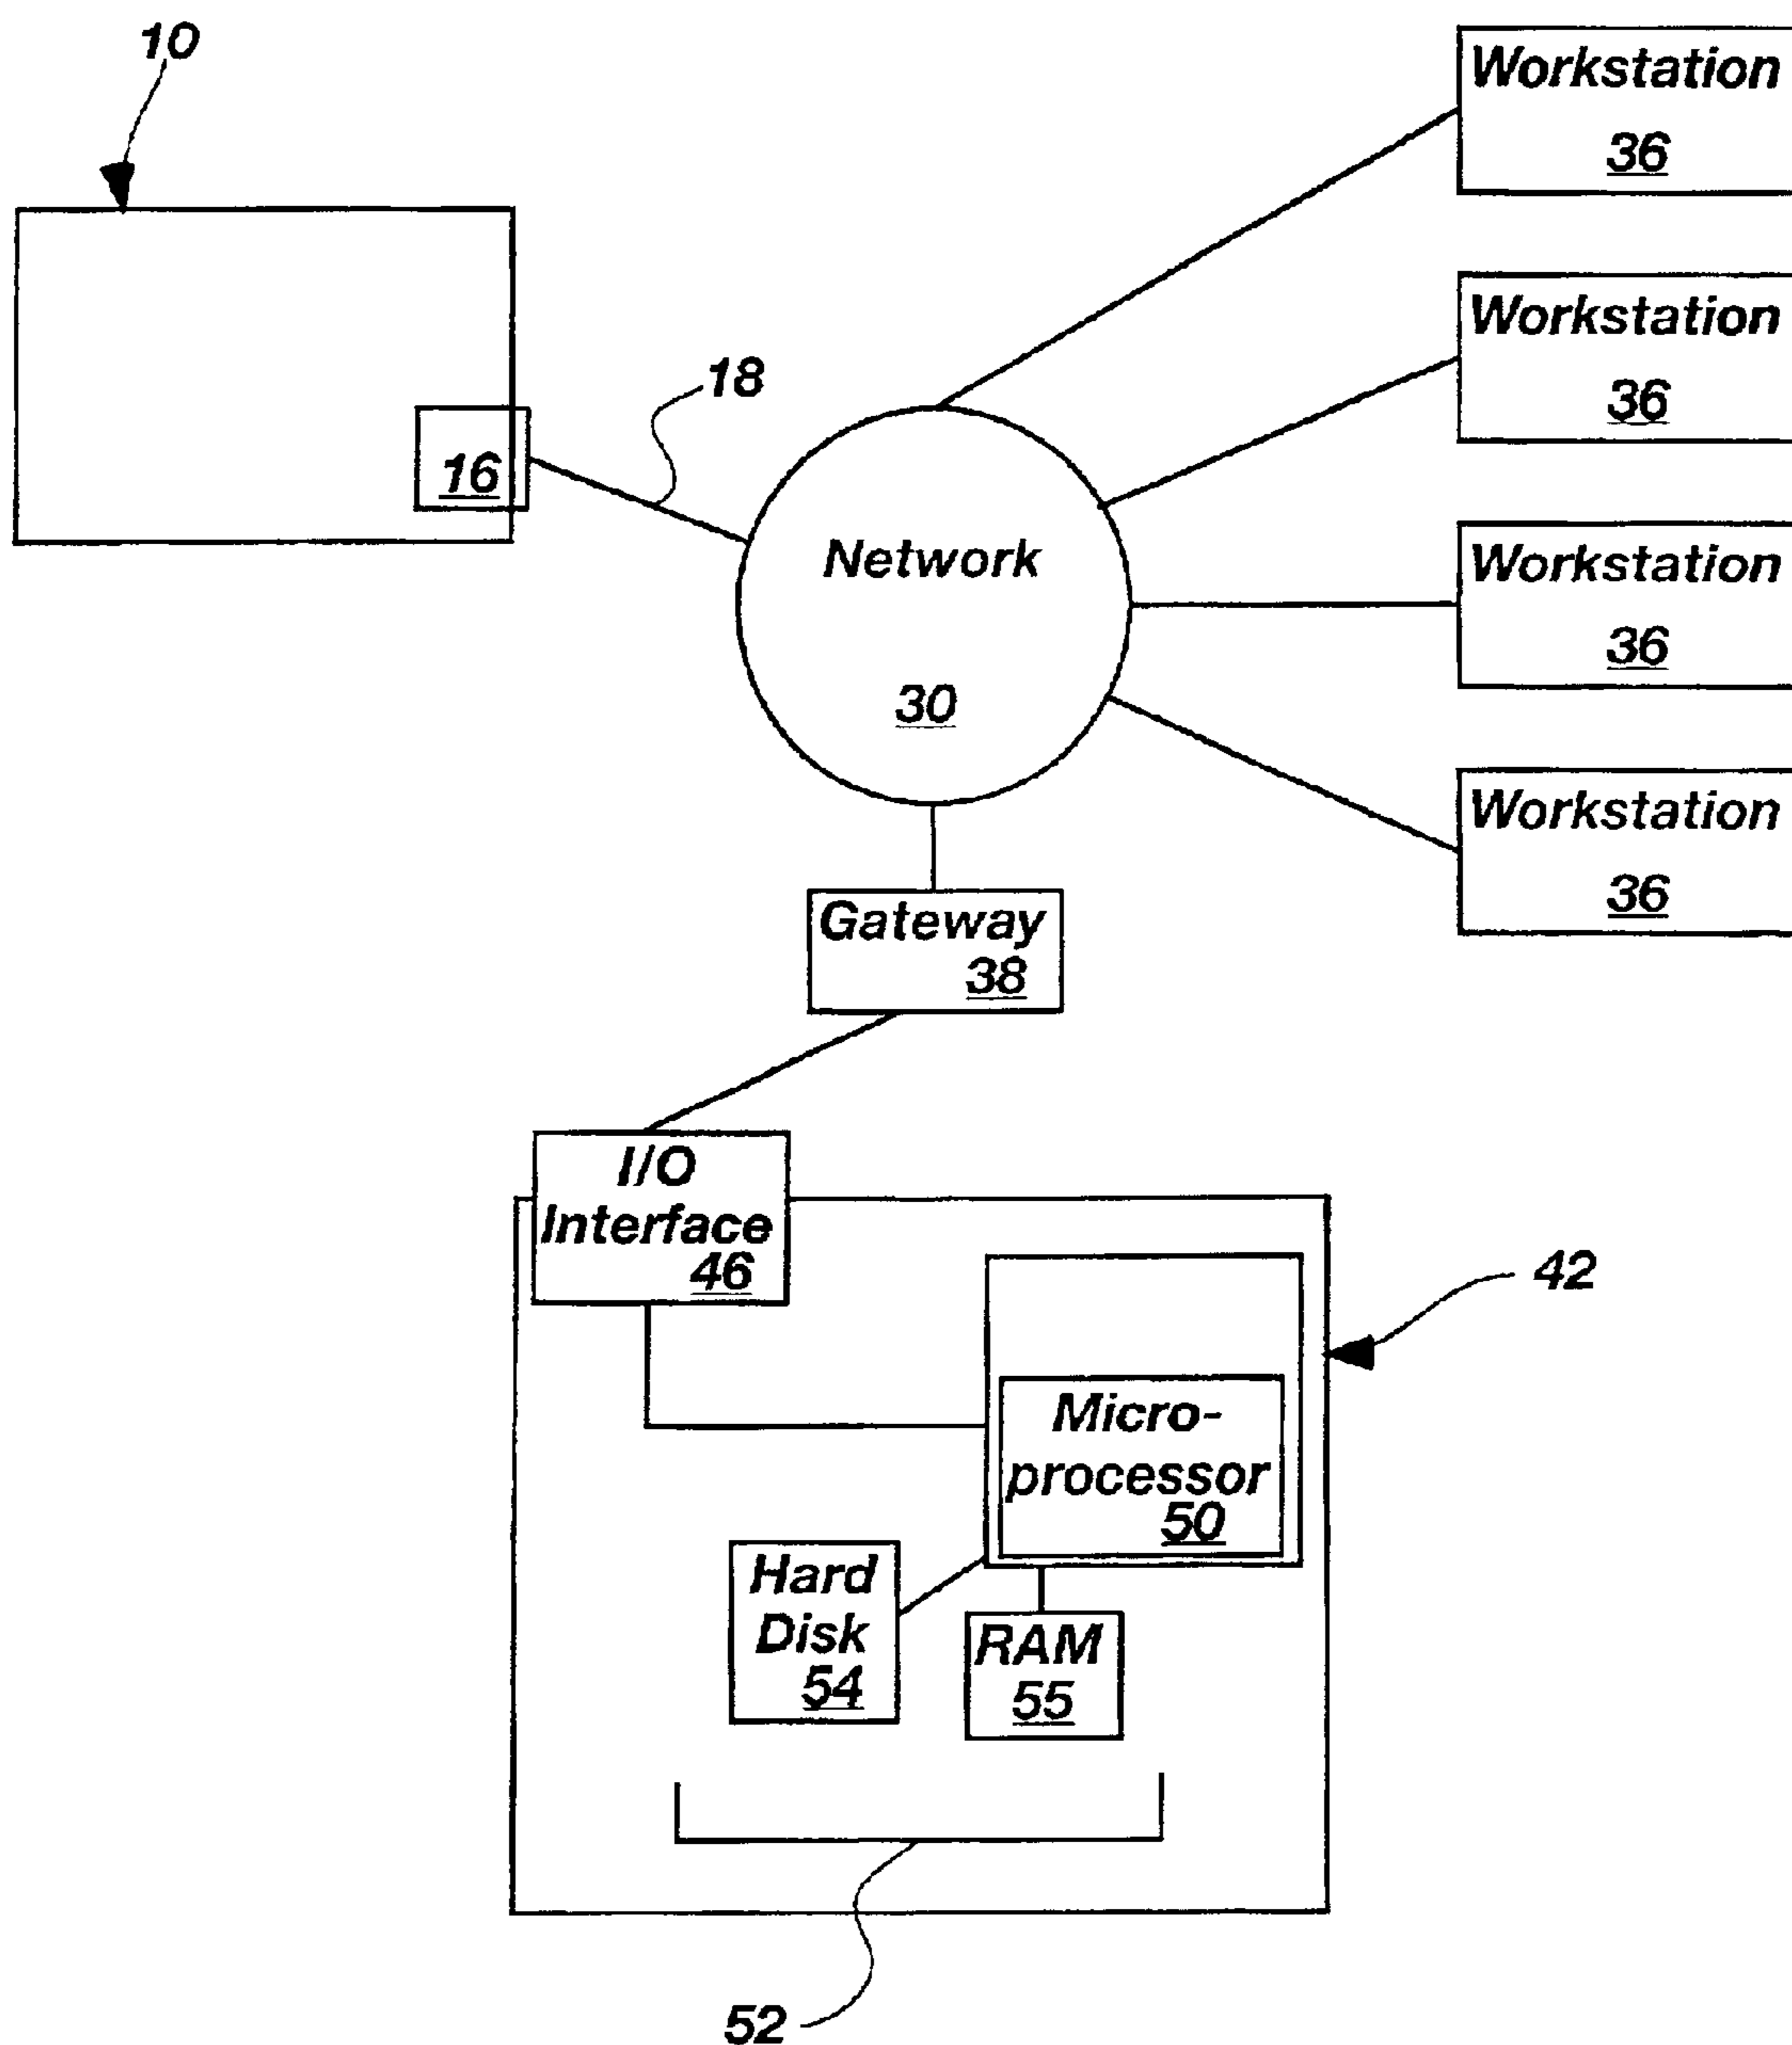 10
Workstation
36
Workstation
36
18
16
Network
30
Workstation
36
Workstation
36
Gateway
38
I/O
Interface
46
42
Micro-
processor
50
Hard
Disk
54
RAM
55
52